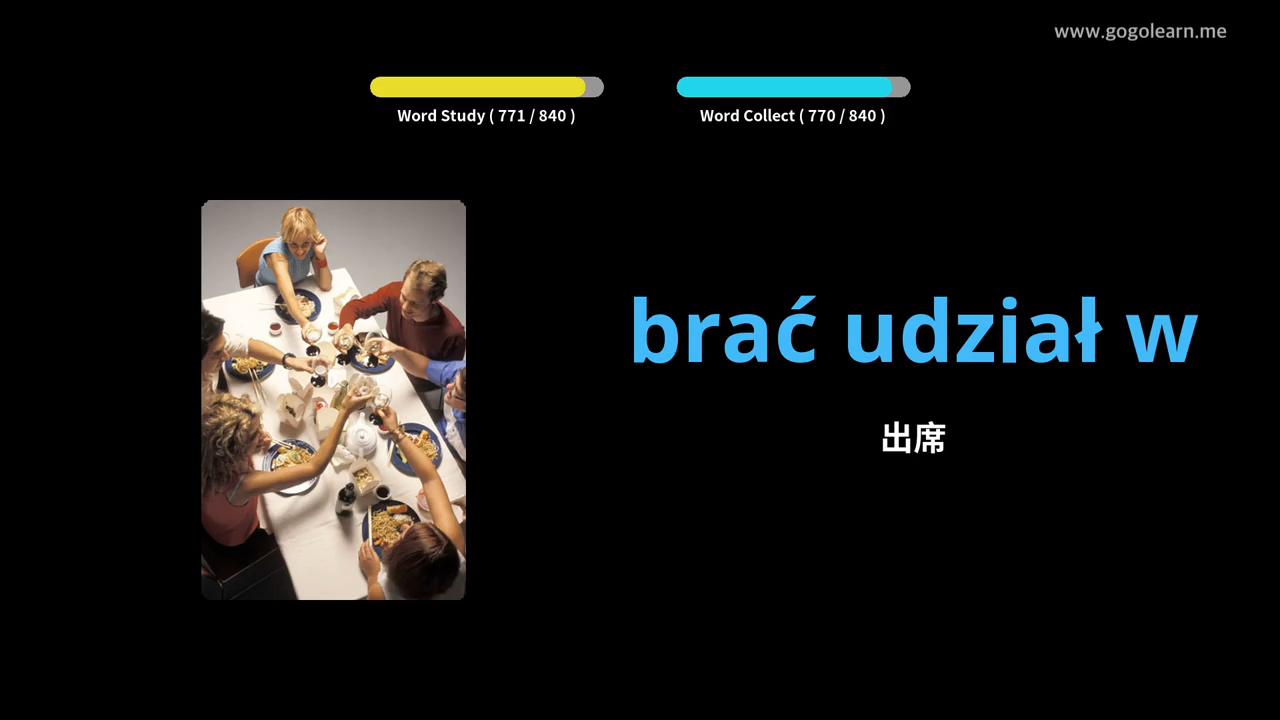 www.gogolearn.me
Word Study ( 771 / 840 )
Word Collect ( 770 / 840 )
brać udział w
出席